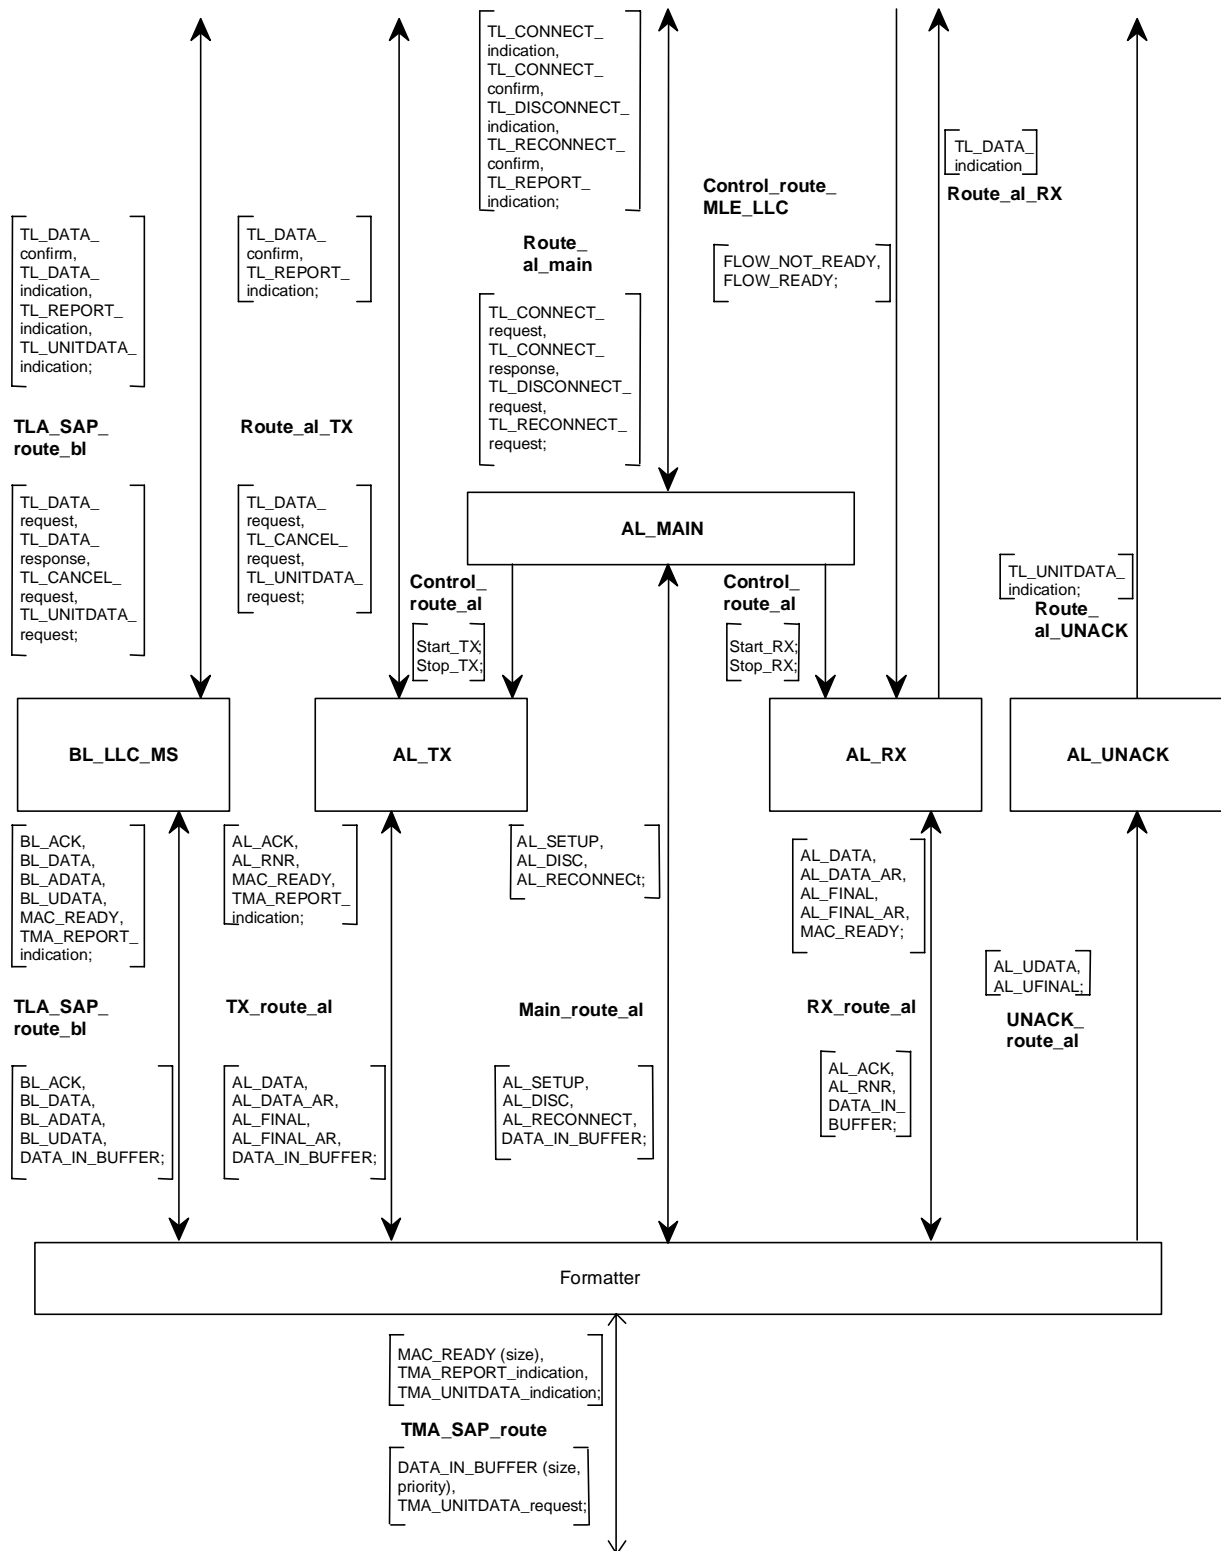 TL_CONNECT_
indication,
TL_CONNECT_
confirm,
TL_DISCONNECT_
indication,
TL_RECONNECT_
confirm,
TL_REPORT_
indication;
TL_DATA_
indication
Route_al_RX
Control_route_
MLE_LLC
FLOW_NOT_READY,
FLOW_READY;
TL_DATA_
confirm,
TL_DATA_
indication,
TL_REPORT_
indication,
TL_UNITDATA_
indication;
TL_DATA_
confirm,
TL_REPORT_
indication;
Route_
al_main
TL_CONNECT_
request,
TL_CONNECT_
response,
TL_DISCONNECT_
request,
TL_RECONNECT_
request;
TLA_SAP_
route_bl
Route_al_TX
TL_DATA_
request,
TL_DATA_
response,
TL_CANCEL_
request,
TL_UNITDATA_
request;
TL_DATA_
request,
TL_CANCEL_
request,
TL_UNITDATA_
request;
AL_MAIN
Control_
route_al
Start_TX;
Stop_TX;
Control_
route_al
Start_RX;
Stop_RX;
TL_UNITDATA_
indication;
Route_
al_UNACK
BL_LLC_MS
AL_TX
AL_RX
AL_UNACK
BL_ACK,
BL_DATA,
BL_ADATA,
BL_UDATA,
MAC_READY,
TMA_REPORT_
indication;
AL_ACK,
AL_RNR,
MAC_READY,
TMA_REPORT_
indication;
AL_SETUP,
AL_DISC,
AL_RECONNECt;
AL_DATA,
AL_DATA_AR,
AL_FINAL,
AL_FINAL_AR,
MAC_READY;
AL_UDATA,
AL_UFINAL;
TLA_SAP_
route_bl
TX_route_al
Main_route_al
RX_route_al
UNACK_
route_al
BL_ACK,
BL_DATA,
BL_ADATA,
BL_UDATA,
DATA_IN_BUFFER;
AL_DATA,
AL_DATA_AR,
AL_FINAL,
AL_FINAL_AR,
DATA_IN_BUFFER;
AL_SETUP,
AL_DISC,
AL_RECONNECT,
DATA_IN_BUFFER;
AL_ACK,
AL_RNR,
DATA_IN_
BUFFER;
Formatter
MAC_READY (size),
TMA_REPORT_indication,
TMA_UNITDATA_indication;
TMA_SAP_route
DATA_IN_BUFFER (size,
priority),
TMA_UNITDATA_request;